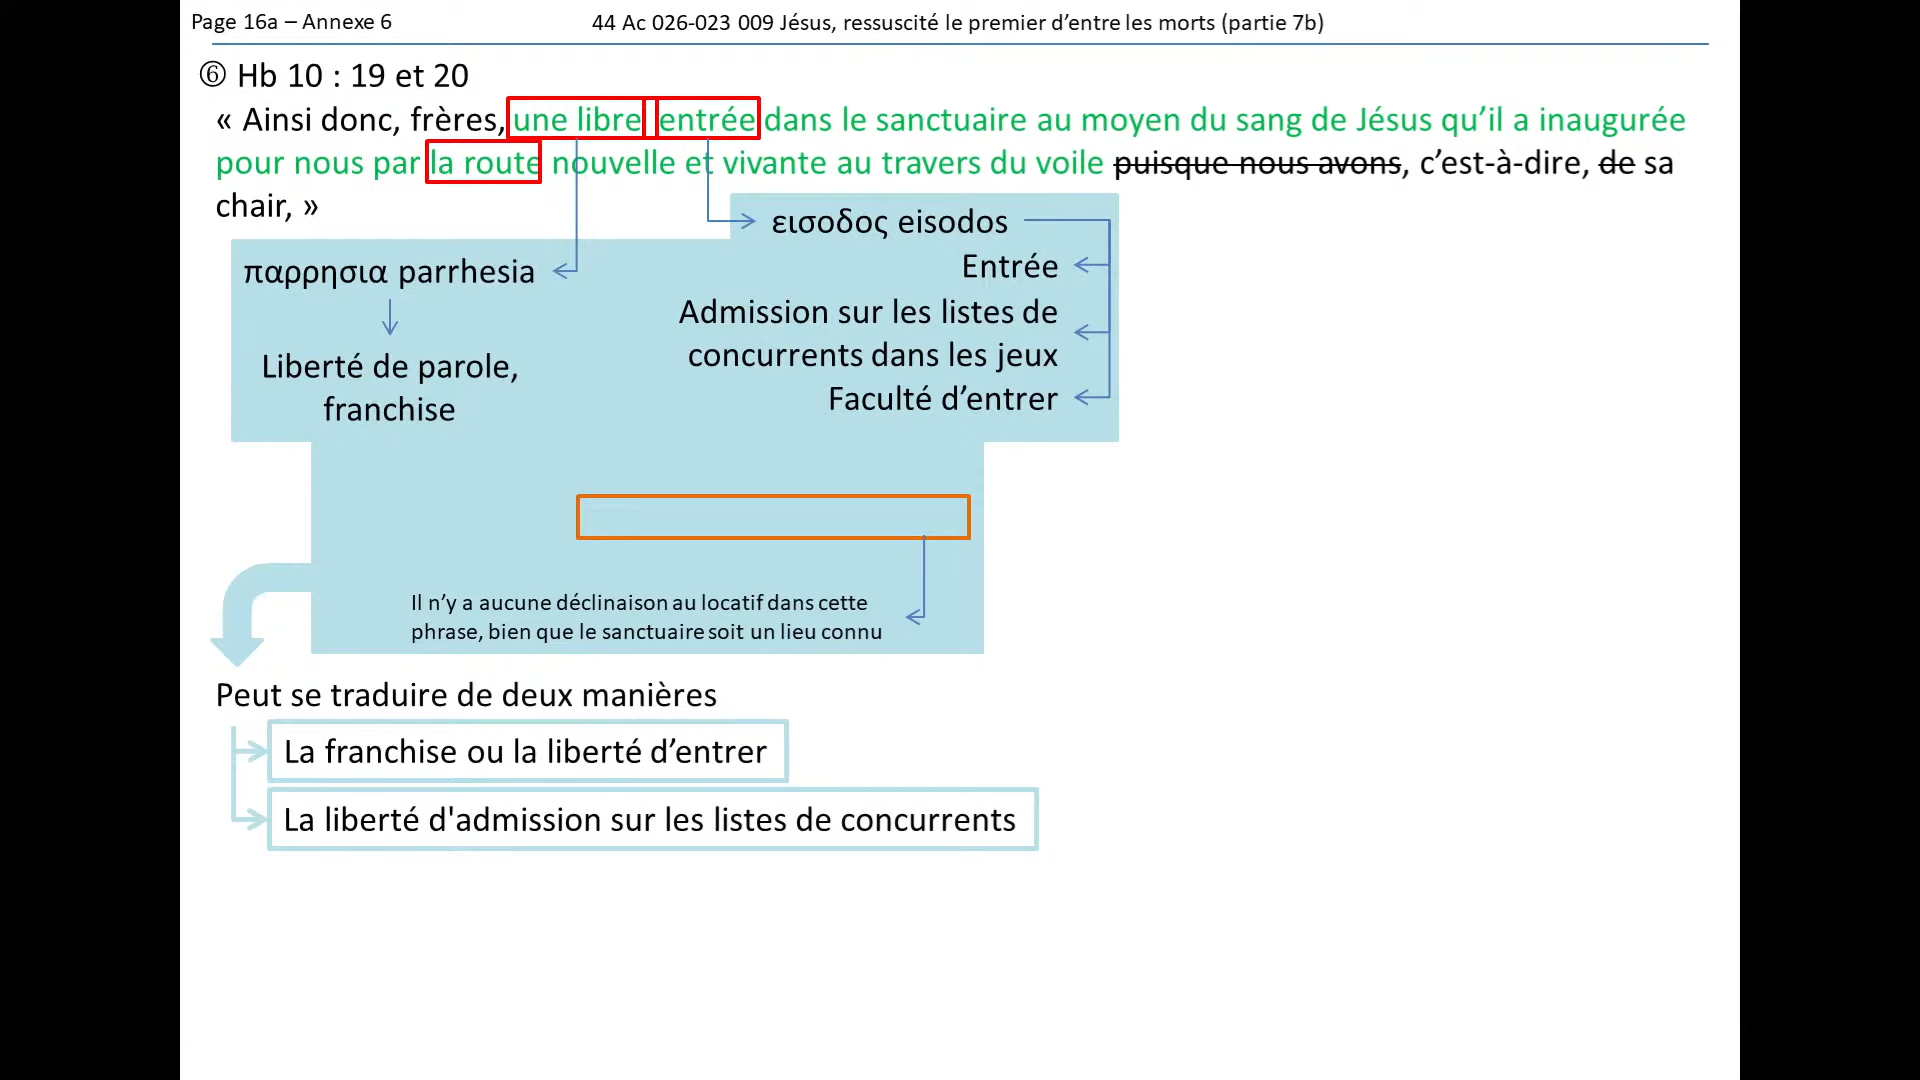 Page 16a – Annexe 6
44 Ac 026-023 009 Jésus, ressuscité le premier d’entre les morts (partie 7b)
⑥ Hb 10 : 19 et 20
« Ainsi donc, frères, une libre entrée dans le sanctuaire au moyen du sang de Jésus qu’il a inaugurée
pour nous par la route nouvelle et vivante au travers du voile puisque nous avons, c’est-à-dire, de sa
chair, »
εισοδος eisodos
παρρησια parrhesia
Entrée
Admission sur les listes de
concurrents dans les jeux
Faculté d’entrer
Liberté de parole,
franchise
Il n’y a aucune déclinaison au locatif dans cette
phrase, bien que le sanctuaire soit un lieu connu
Peut se traduire de deux manières
La franchise ou la liberté d’entrer
La liberté d'admission sur les listes de concurrents